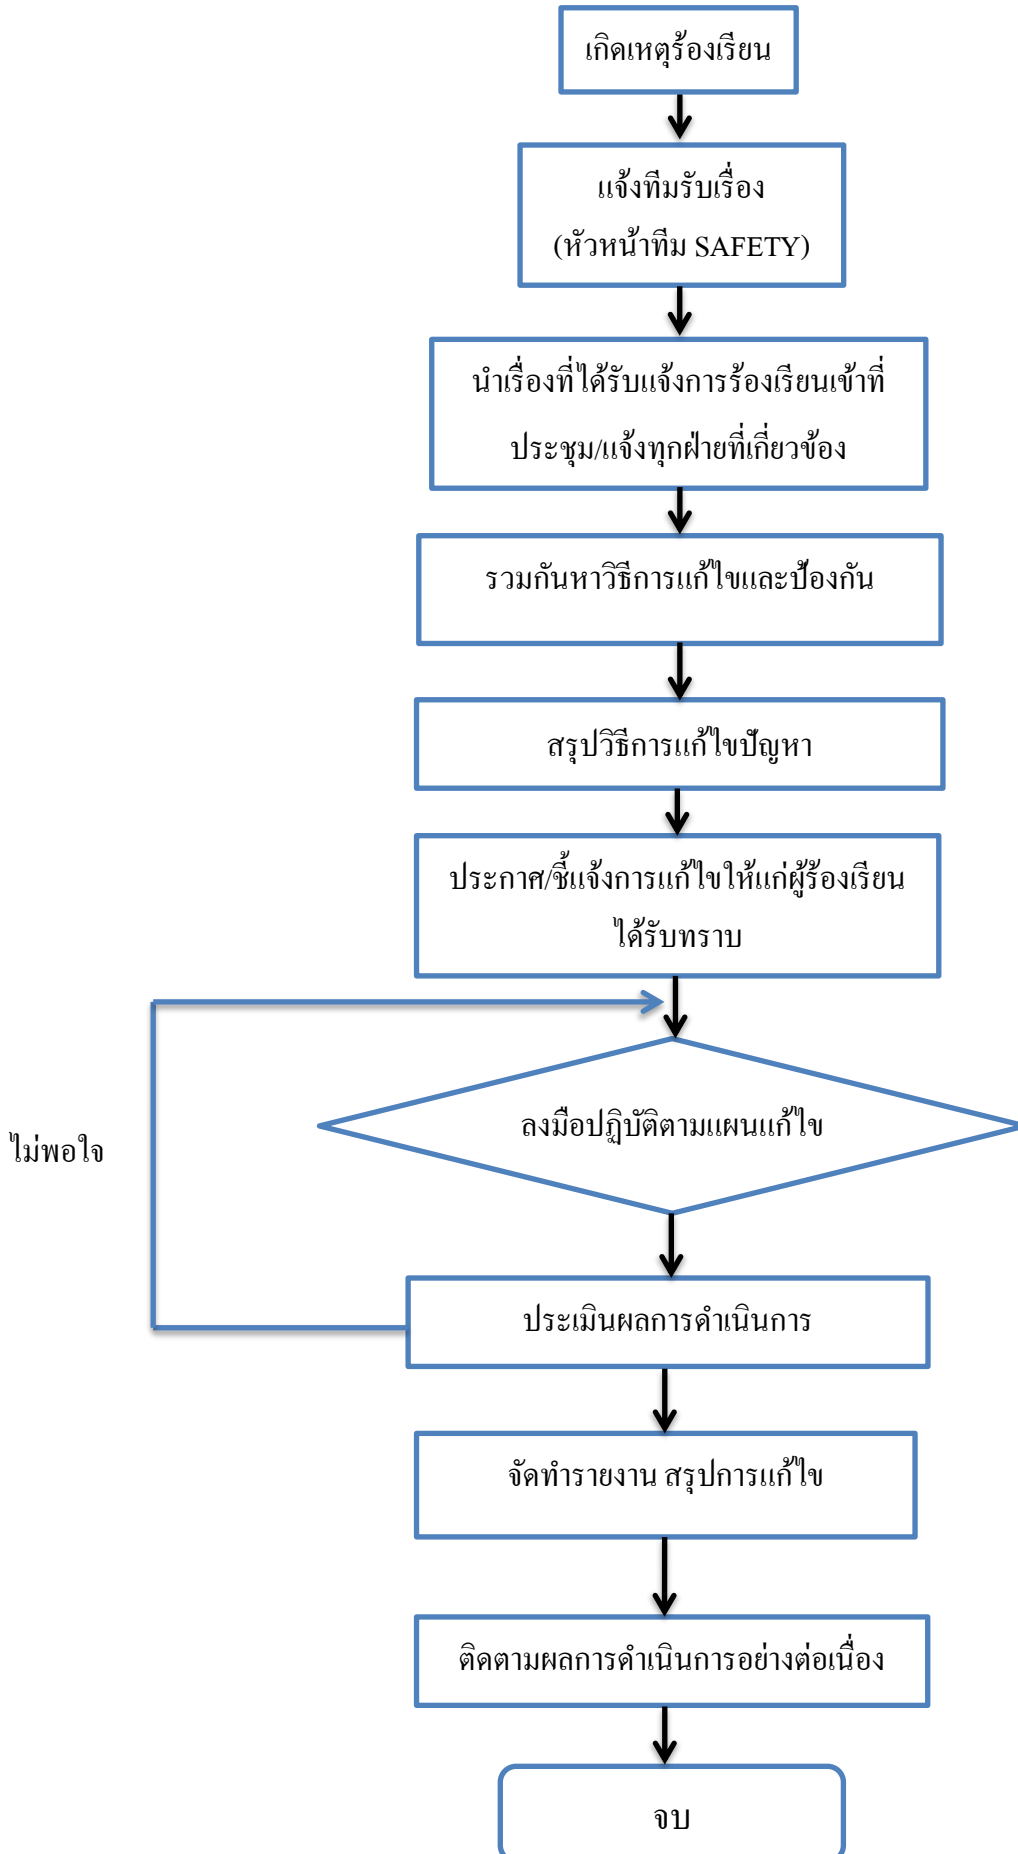 เกิดเหตุร้องเรียน
แจ้งทีมรับเรื่อง
(หัวหน้าทีม SAFETY)
นำเรื่องที่ได้รับแจ้งการร้องเรียนเข้าที่
ประชุม/แจ้งทุกฝ่ายที่เกี่ยวข้อง
รวมกันหาวิธีการแก้ไขและป้องกัน
สรุปวิธีการแก้ไขปัญหา
ประกาศ/ชี้แจ้งการแก้ไขให้แก่ผู้ร้องเรียน
ได้รับทราบ
ลงมือปฏิบัติตามแผนแก้ไข
ไม่พอใจ
ประเมินผลการดำเนินการ
จัดทำรายงาน สรุปการแก้ไข
ติดตามผลการดำเนินการอย่างต่อเนื่อง
จบ